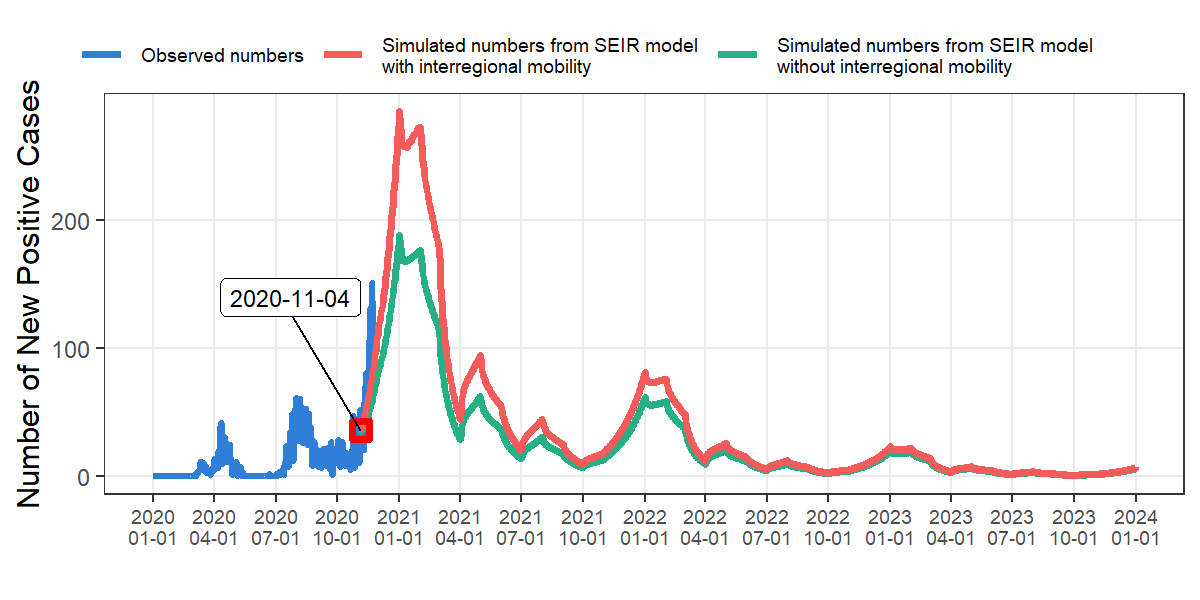 Observed numbers
Simulated numbers from SEIR model
with interregional mobility
Simulated numbers from SEIR model
without interregional mobility
Number of New Positive Cases
200
100
0
2020-11-04
2020 2020 2020 2020 2021 2021 2021 2021 2022 2022 2022 2022 2023 2023 2023 2023 2024
01-01 04-01 07-01 10-01 01-01 04-01 07-01 10-01 01-01 04-01 07-01 10-01 01-01 04-01 07-01 10-01 01-01